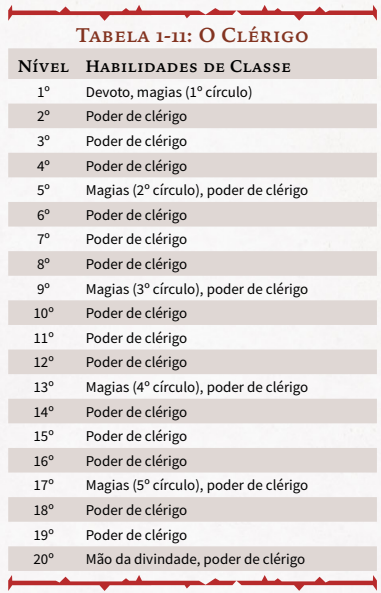 Tabela 1-11: O Clérigo
Nível Habilidades de Classe
1º Devoto, magias (1º círculo)
2º Poder de clérigo
3º Poder de clérigo
4º Poder de clérigo
5º Magias (2º círculo), poder de clérigo
6º Poder de clérigo
7º Poder de clérigo
8º Poder de clérigo
9º Magias (3º círculo), poder de clérigo
10º Poder de clérigo
11º Poder de clérigo
12º Poder de clérigo
13º Magias (4º círculo), poder de clérigo
14º Poder de clérigo
15º Poder de clérigo
16º Poder de clérigo
17º Magias (5º círculo), poder de clérigo
18º Poder de clérigo
19º Poder de clérigo
20º Mão da divindade, poder de clérigo